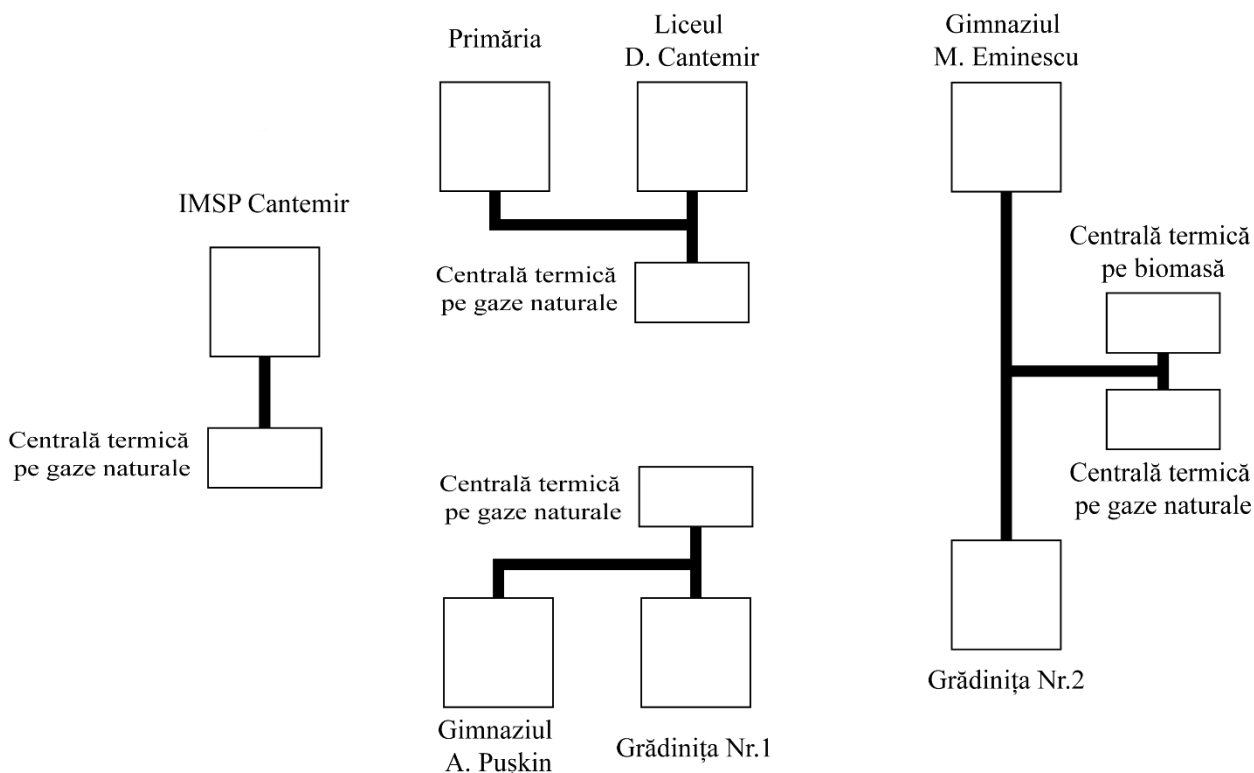 Primăria
Liceul
D. Cantemir
Gimnaziul
M. Eminescu
IMSP Cantemir
Centrală termică
pe gaze naturale
Centrală termică
pe biomasă
Centrală termică
pe gaze naturale
Centrală termică
pe gaze naturale
Centrală termică
pe gaze naturale
Gimnaziul
A. Pușkin
Grădinița Nr.1
Grădinița Nr.2